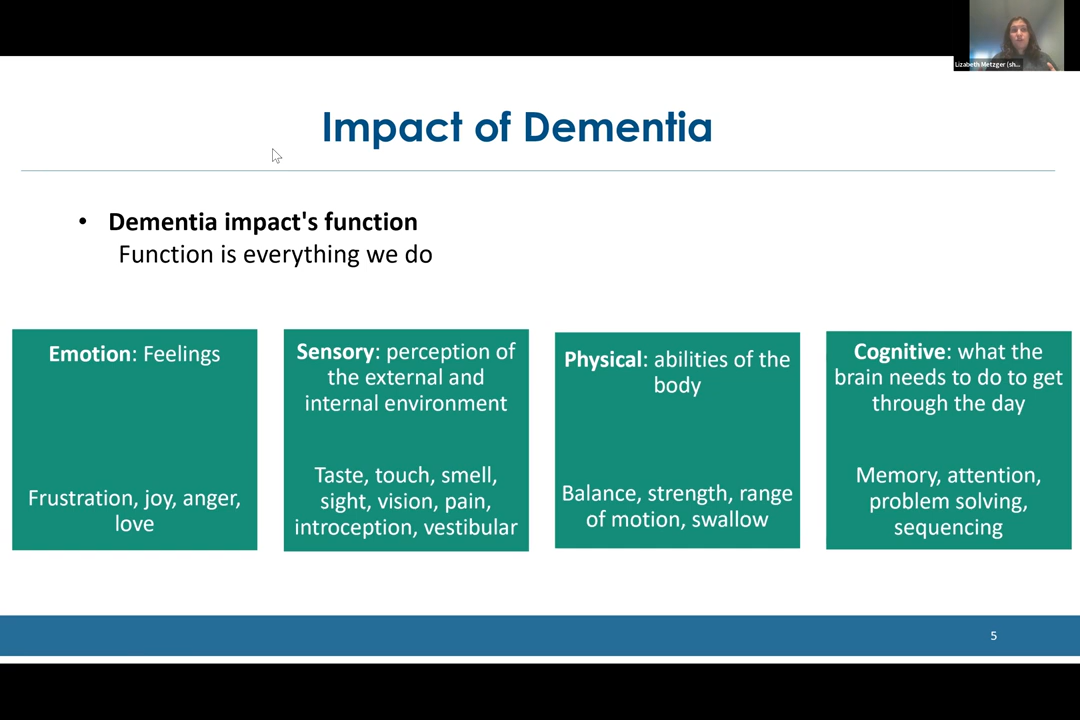 Lizabeth Metzger (sh...
Impact of Dementia
• Dementia impact's function
Function is everything we do
Emotion: Feelings
Frustration, joy, anger,
love
Sensory: perception of
the external and
internal environment
Taste, touch, smell,
sight, vision, pain,
introception, vestibular
Physical: abilities of the
body
Balance, strength, range
of motion, swallow
Cognitive: what the
brain needs to do to get
through the day
Memory, attention,
problem solving,
sequencing
5